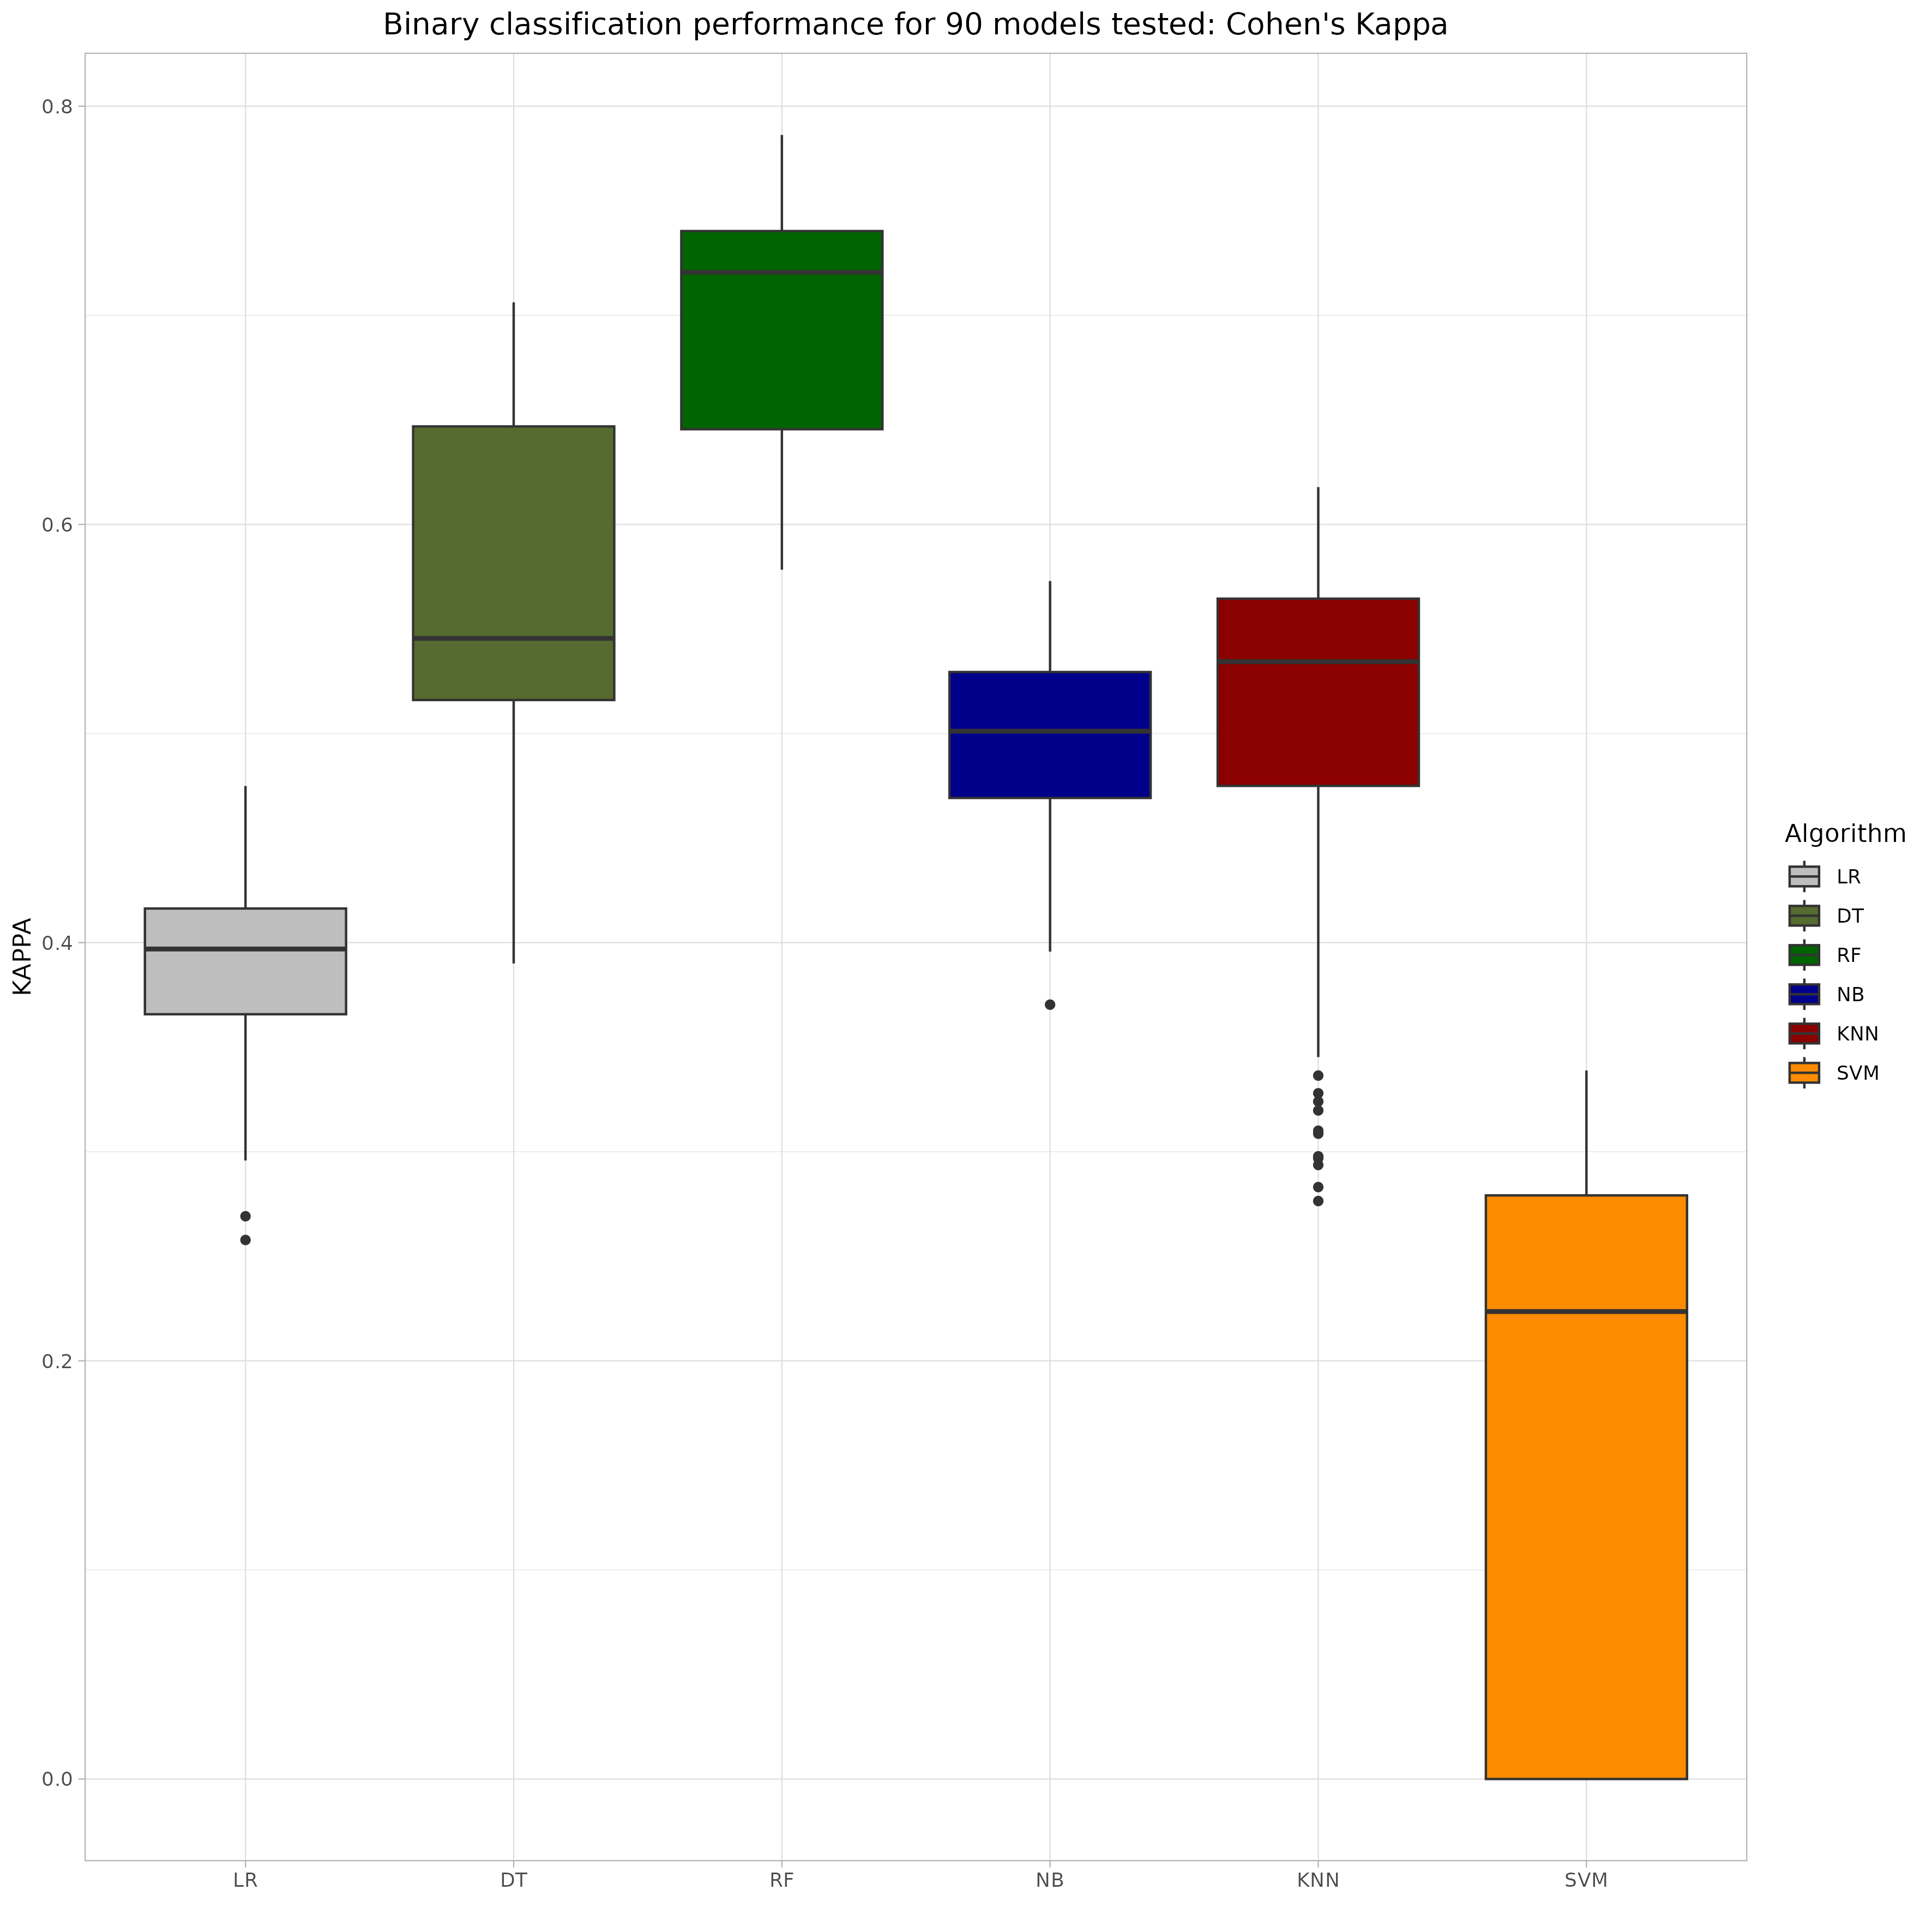 Binary classification performance for 90 models tested: Cohen's Kappa
KAPPA
0.8
0.6
0.4
0.2
0.0
LR
DT
RF
NB
KNN
SVM
Algorithm
LR
DT
RF
NB
KNN
SVM